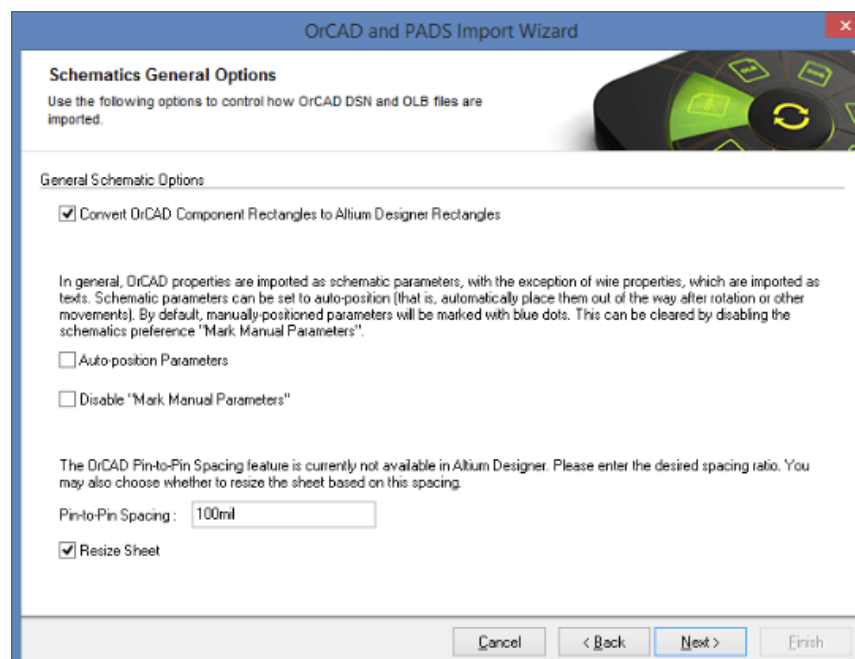 OrCAD and PADS Import Wizard
Schematics General Options
Use the following options to control how OrCAD DSN and OLB files are
imported.
General Schematic Options
Convert OrCAD Component Rectangles to Altium Designer Rectangles
In general, OrCAD properties are imported as schematic parameters, with the exception of wire properties, which are imported as
texts. Schematic parameters can be set to auto-position (that is, automatically place them out of the way after rotation or other
movements). By default, manually-positioned parameters will be marked with blue dots. This can be cleared by disabling the
schematics preference "Mark Manual Parameters".
Auto-position Parameters
Disable "Mark Manual Parameters"
The OrCAD Pin-to-Pin Spacing feature is currently not available in Altium Designer. Please enter the desired spacing ratio. You
may also choose whether to resize the sheet based on this spacing.
Pin-to-Pin Spacing : 100mil
Resize Sheet
Cancel < Back Next > Finish